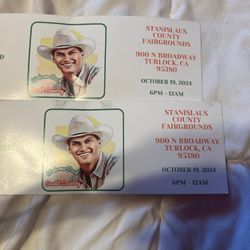 STANISLAUS
COUNTY
FAIRGROUNDS
900 N BROADWAY
TURLOCK, CA
95380
OCTOBER 19, 2024
6PM - 12AM
STANISLAUS
COUNTY
FAIRGROUNDS
900 N BROADWAY
TURLOCK, CA
95380
OCTOBER 19, 2024
6PM - 12AM